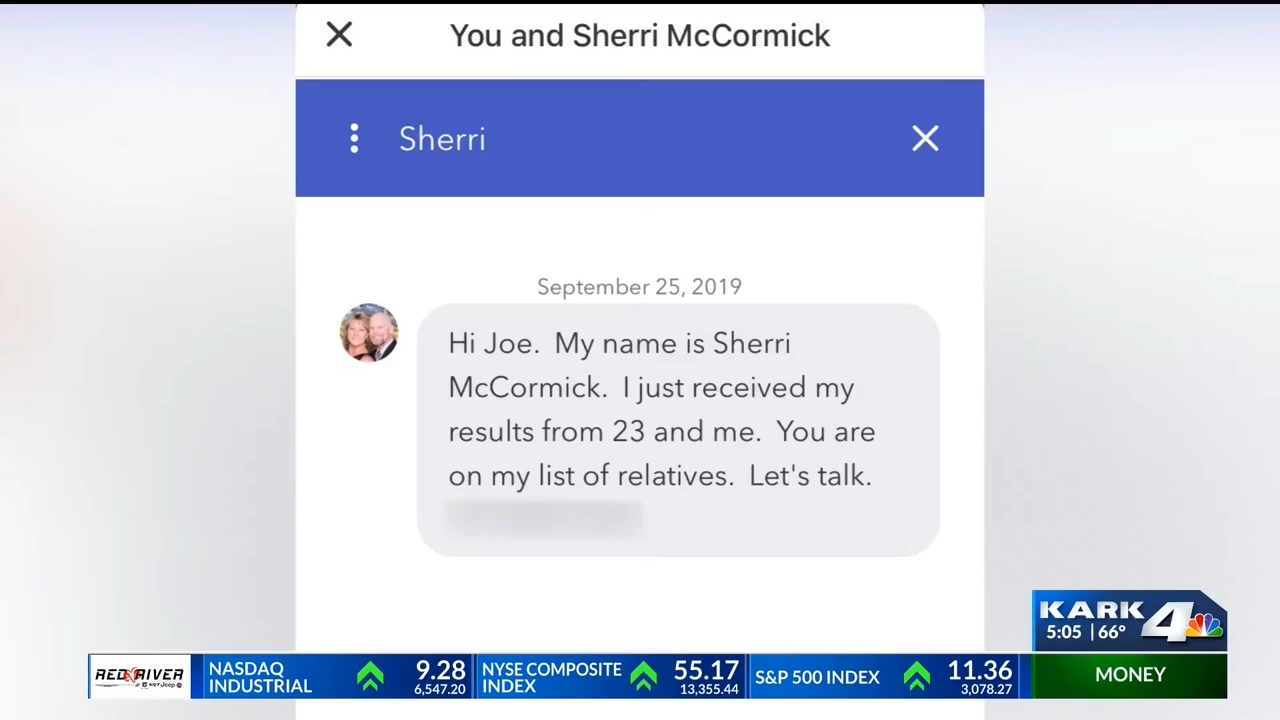 You and Sherri McCormick
Sherri
September 25, 2019
Hi Joe. My name is Sherri
McCormick. I just received my
results from 23 and me. You are
on my list of relatives. Let's talk.
KARK 4
5:05 | 66°
RED RIVER
NASDAQ
INDUSTRIAL
9.28
6,547.20
NYSE COMPOSITE
INDEX
55.17
13,355.44
S&P 500 INDEX
11.36
3,078.27
MONEY